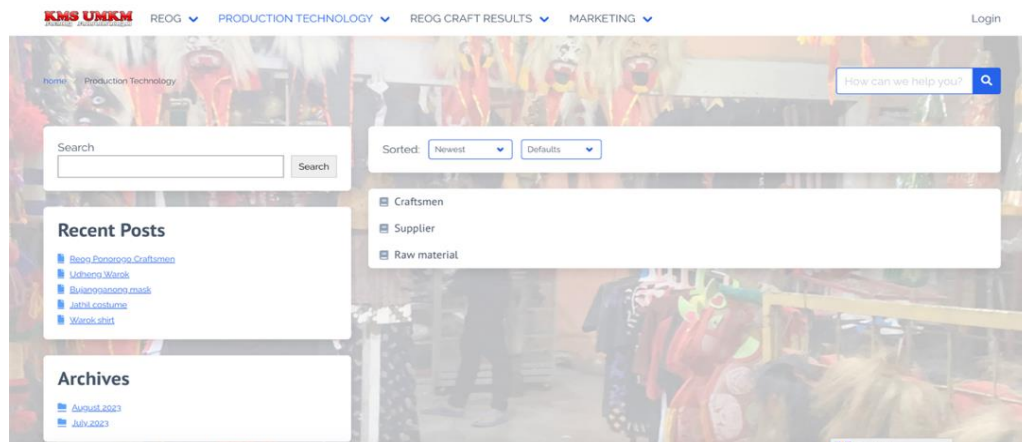 KMS UMKM
REOG PRODUCTION TECHNOLOGY REOG CRAFT RESULTS MARKETING Login
home Production Technology
How can we help you?
Search
Search
Recent Posts
Reog Ponorogo Craftsmen
Udheng Warok
Bujangganong mask
Jathil costume
Warok shirt
Archives
August 2023
July 2023
Sorted: Newest Defaults
Craftsmen
Supplier
Raw material